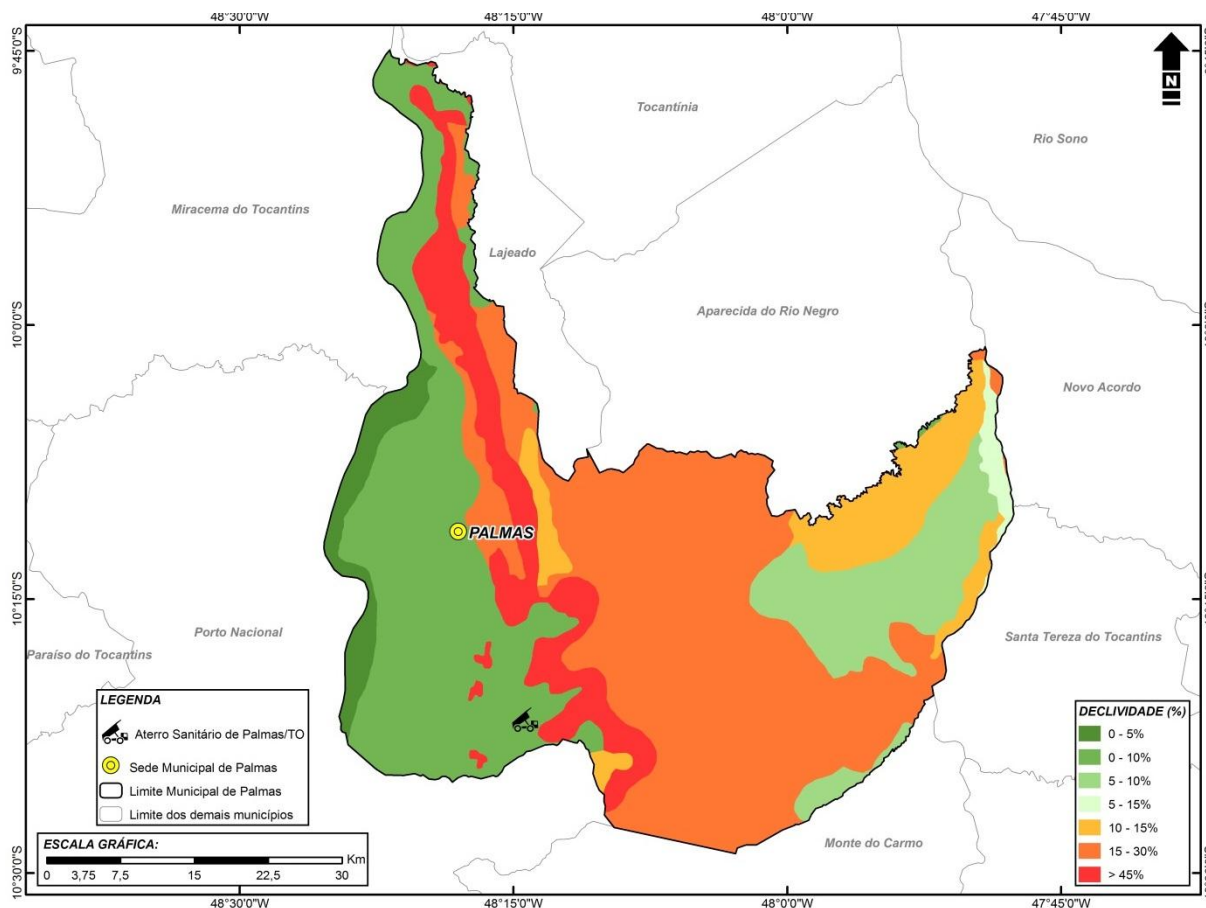 48°30'0"W
48°15'0"W
48°0'0"W
47°45'0"W
9°45'0"S
N
Tocantínia
Rio Sono
Miracema do Tocantins
Lajeado
Aparecida do Rio Negro
10°0'0"S
Novo Acordo
PALMAS
10°15'0"S
Porto Nacional
Santa Tereza do Tocantins
Paraíso do Tocantins
LEGENDA
Aterro Sanitário de Palmas/TO
Sede Municipal de Palmas
Limite Municipal de Palmas
Limite dos demais municípios
DECLIVIDADE (%)
0 - 5%
0 - 10%
5 - 10%
5 - 15%
10 - 15%
15 - 30%
> 45%
Monte do Carmo
ESCALA GRÁFICA:
Km
0 3,75 7,5 15 22,5 30
10°30'0"S
48°30'0"W
48°15'0"W
48°0'0"W
47°45'0"W